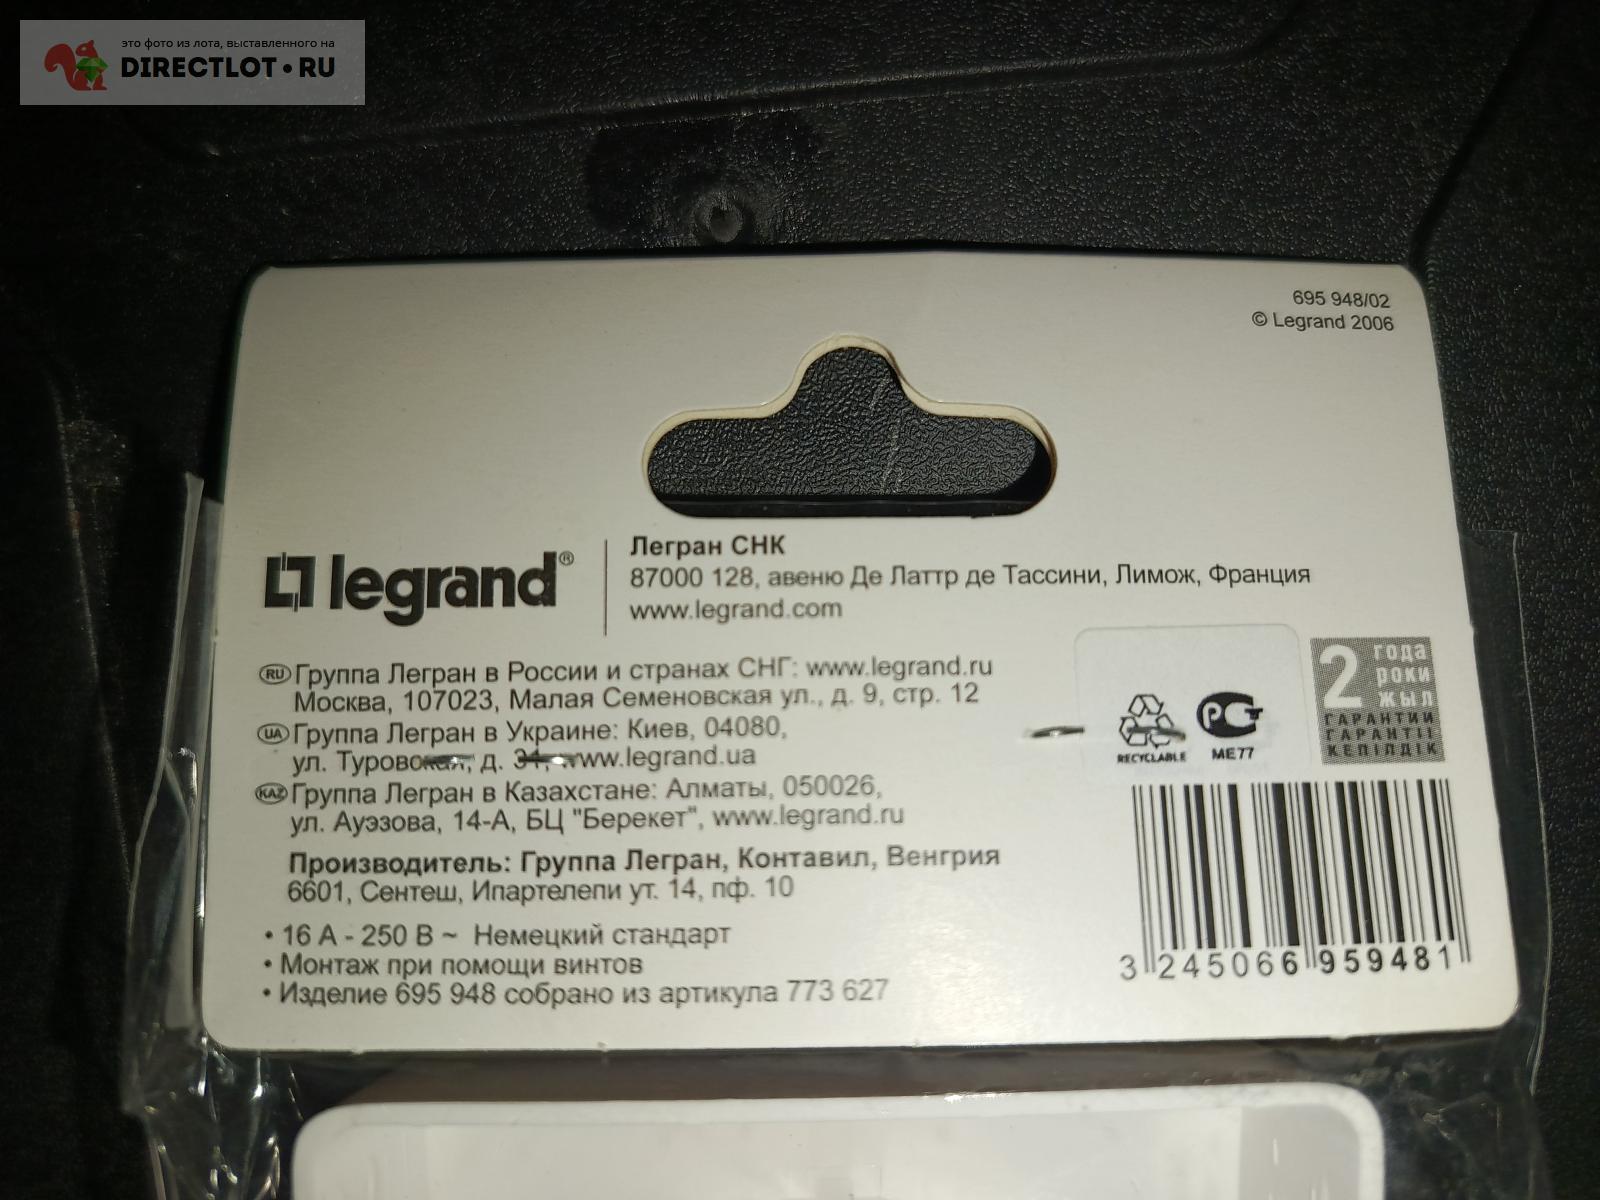 это фото из лота, выставленного на
DIRECTLOT • RU
695 948/02
© Legrand 2006
legrand®
Легран СНК
87000 128, авеню Де Латтр де Тассини, Лимож, Франция
www.legrand.com
RU Группа Легран в России и странах СНГ: www.legrand.ru
Москва, 107023, Малая Семеновская ул., д. 9, стр. 12
UA Группа Легран в Украине: Киев, 04080,
ул. Туровская, д. 31, www.legrand.ua
KAZ Группа Легран в Казахстане: Алматы, 050026,
ул. Ауэзова, 14-А, БЦ "Берекет", www.legrand.ru
Производитель: Группа Легран, Контавил, Венгрия
6601, Сентеш, Ипартелепи ут. 14, пф. 10
• 16 А - 250 В ~ Немецкий стандарт
• Монтаж при помощи винтов
• Изделие 695 948 собрано из артикула 773 627
RECYCLABLE
РСТ
МЕ77
2 года
роки
жыл
ГАРАНТИИ
ГАРАНТІЇ
КЕПІЛДІК
3 245066 959481